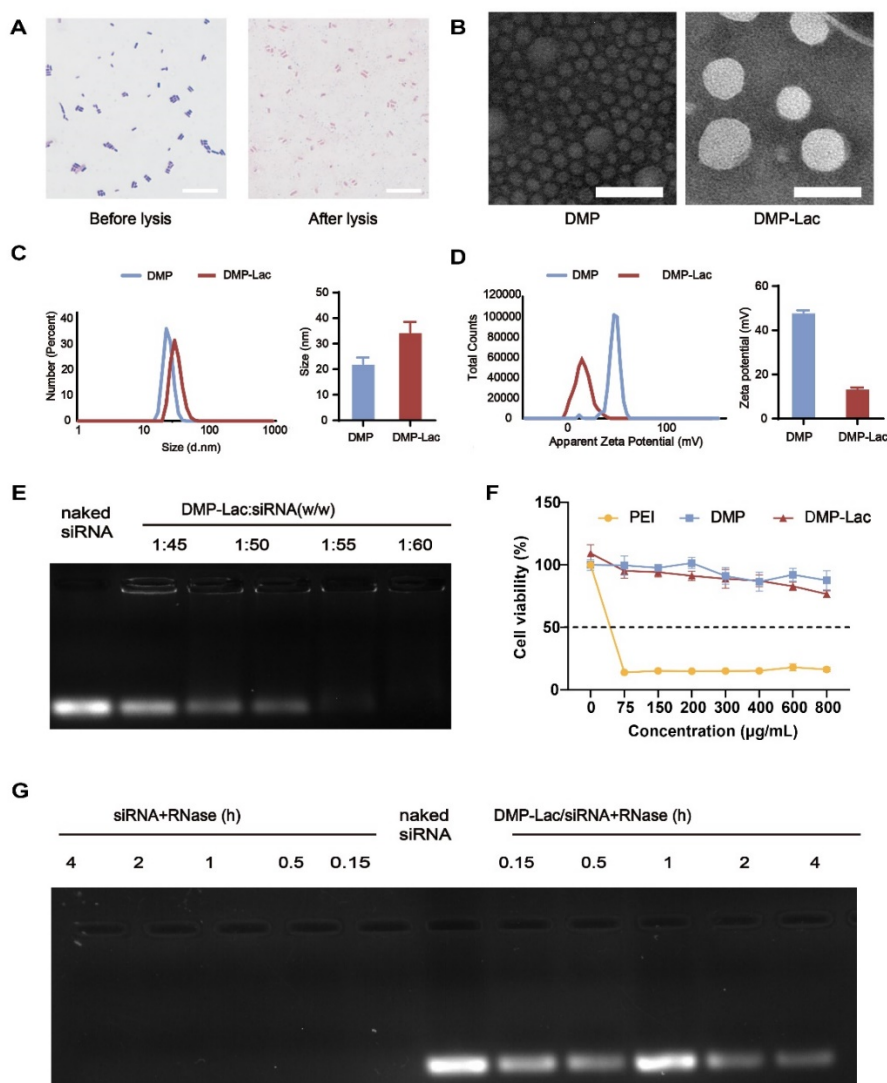 A
Before lysis
After lysis
B
DMP
DMP-Lac
C
DMP
DMP-Lac
Number (Percent)
40
30
20
10
0
1
10
100
1000
Size (d.nm)
Size (nm)
50
40
30
20
10
0
DMP
DMP-Lac
D
DMP
DMP-Lac
Total Counts
120000
100000
80000
60000
40000
20000
0
0
100
Apparent Zeta Potential (mV)
Zeta potential (mV)
60
40
20
0
DMP
DMP-Lac
E
naked
siRNA
DMP-Lac:siRNA(w/w)
1:45
1:50
1:55
1:60
F
PEI
DMP
DMP-Lac
Cell viability (%)
150
100
50
0
0
75
150
200
300
400
600
800
Concentration (μg/mL)
G
siRNA+RNase (h)
4
2
1
0.5
0.15
naked
siRNA
DMP-Lac/siRNA+RNase (h)
0.15
0.5
1
2
4